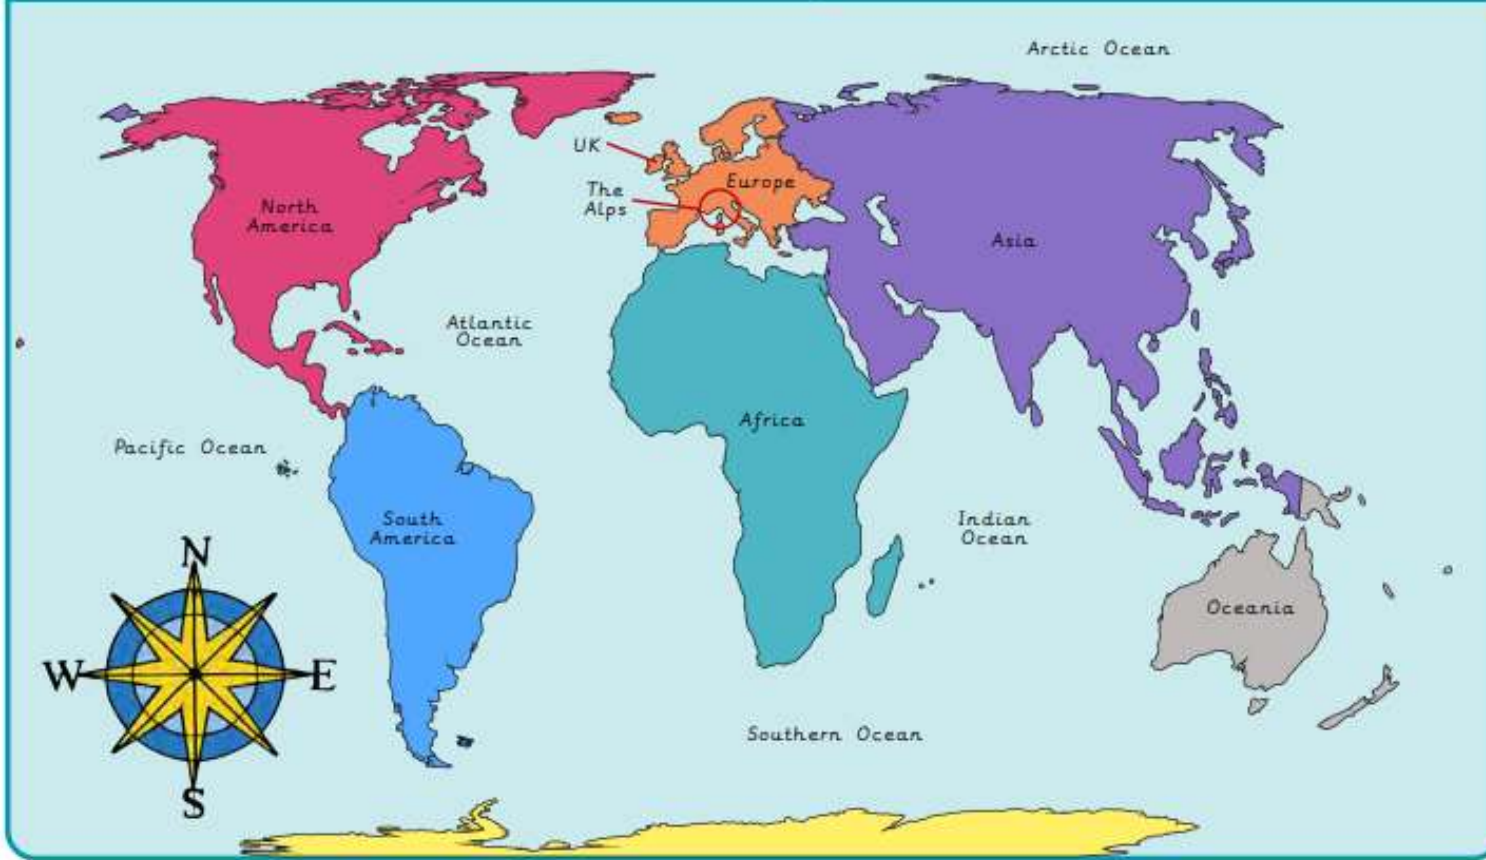 Arctic Ocean
UK
The
Alps
Europe
North
America
Asia
Atlantic
Ocean
Africa
Pacific Ocean
South
America
Indian
Ocean
Oceania
Southern Ocean
N
W
E
S